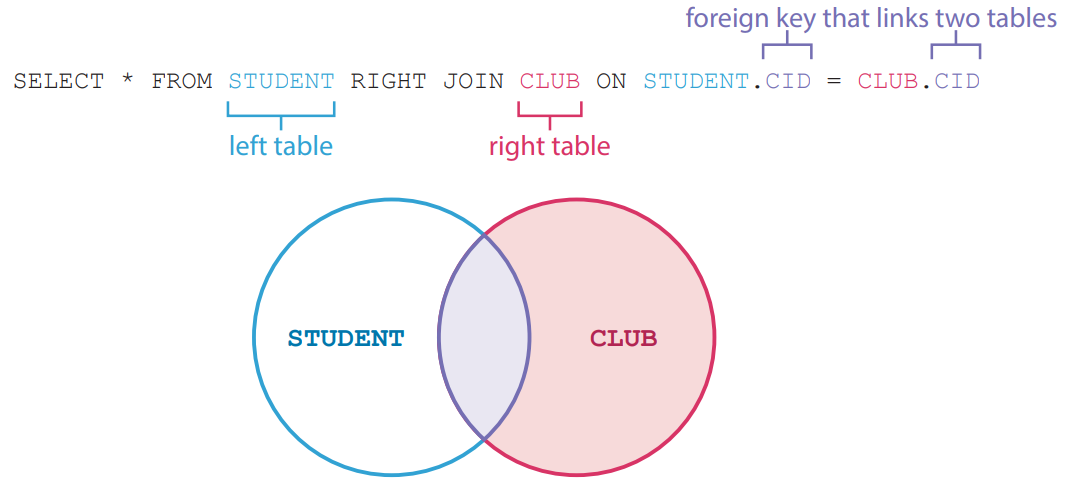 foreign key that links two tables
SELECT * FROM STUDENT RIGHT JOIN CLUB ON STUDENT.CID = CLUB.CID
left table
right table
STUDENT
CLUB